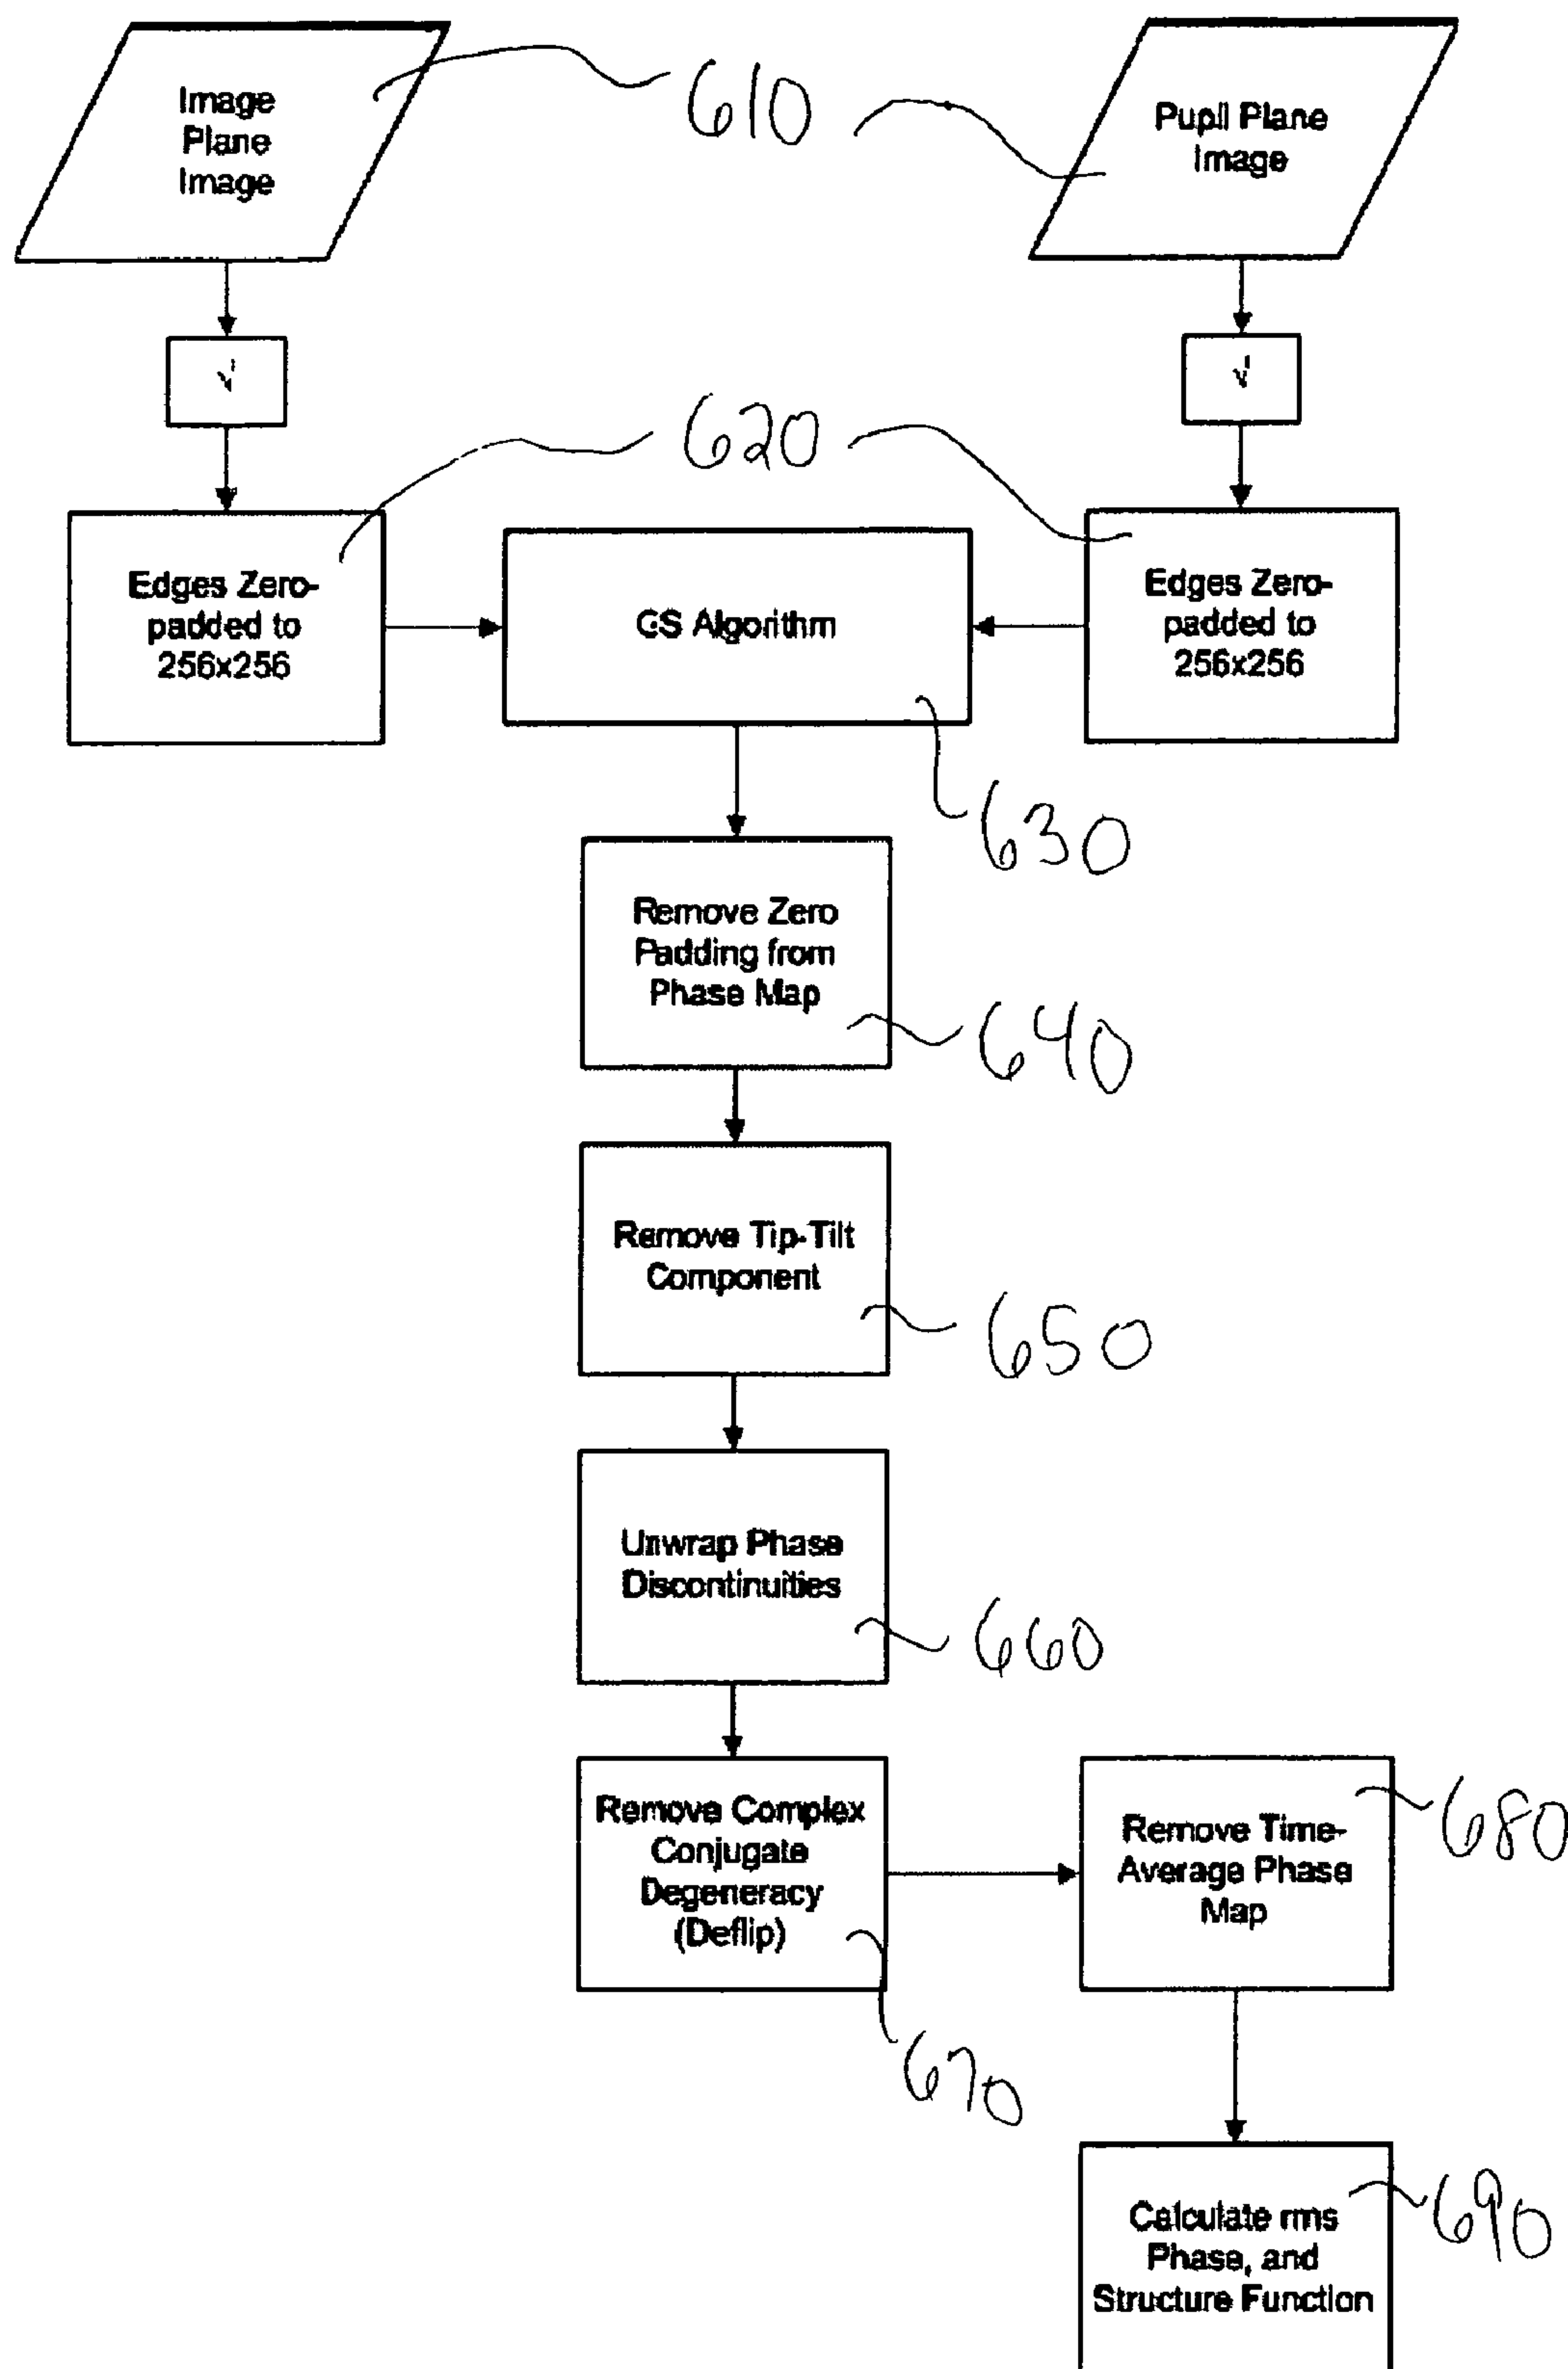 Image
Plane
Image
610
Pupil Plane
Image
√
√
620
Edges Zero-
padded to
256x256
GS Algorithm
Edges Zero-
padded to
256x256
630
Remove Zero
Padding from
Phase Map
640
Remove Tip-Tilt
Component
650
Unwrap Phase
Discontinuities
660
Remove Complex
Conjugate
Degeneracy
(Deflip)
670
Remove Time-
Average Phase
Map
680
Calculate rms
Phase, and
Structure Function
690